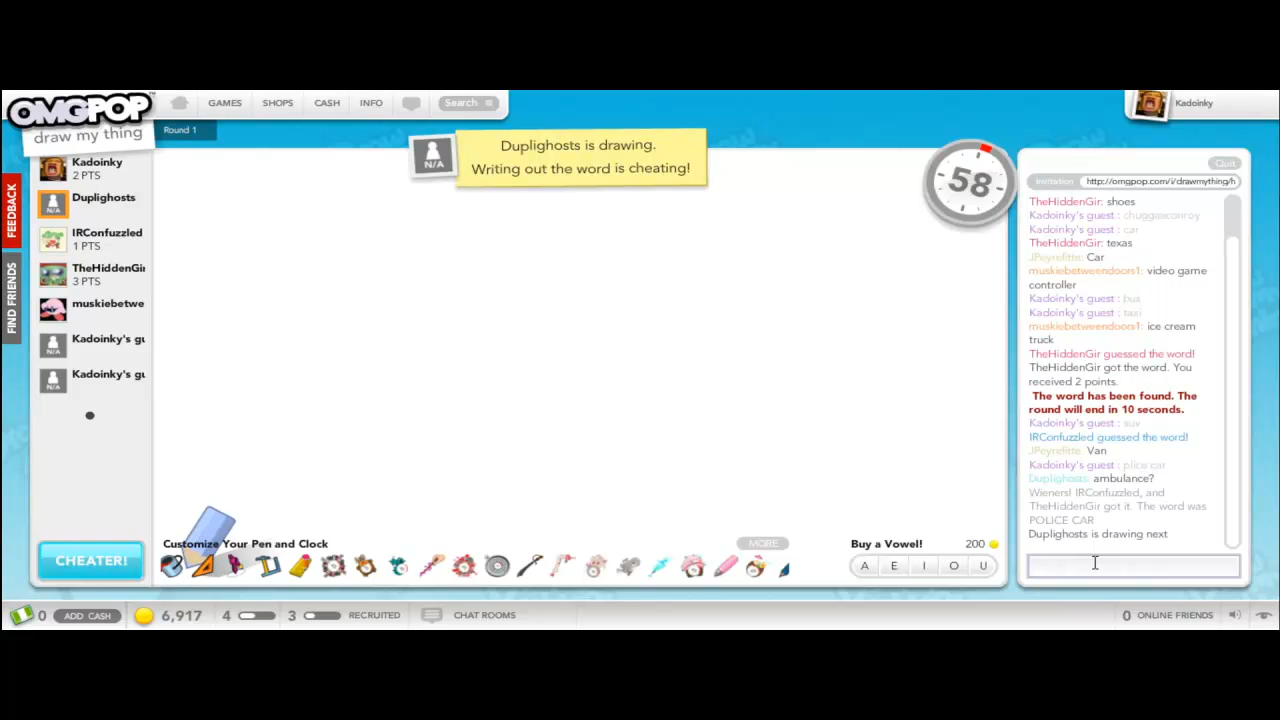 OMGPOP
draw my thing
GAMES SHOPS CASH INFO Search
Kadoinky
Round 1
Duplighosts is drawing.
Writing out the word is cheating!
N/A
58
Quit
Invitation http://omgpop.com/i/drawmything/h
FEEDBACK
FIND FRIENDS
Kadoinky
2 PTS
Duplighosts
N/A
IRConfuzzled
1 PTS
TheHiddenGir
3 PTS
muskiebetwe
Kadoinky's gu
N/A
Kadoinky's gu
N/A
CHEATER!
TheHiddenGir: shoes
Kadoinky's guest : chuggaaconroy
Kadoinky's guest : car
TheHiddenGir: texas
JPeyrefitte: Car
muskiebetweendoors1: video game
controller
Kadoinky's guest : bus
Kadoinky's guest : taxi
muskiebetweendoors1: ice cream
truck
TheHiddenGir guessed the word!
TheHiddenGir got the word. You
received 2 points.
The word has been found. The
round will end in 10 seconds.
Kadoinky's guest : suv
IRConfuzzled guessed the word!
JPeyrefitte: Van
Kadoinky's guest : plice car
Duplighosts: ambulance?
Wieners! IRConfuzzled, and
TheHiddenGir got it. The word was
POLICE CAR
Duplighosts is drawing next
Customize Your Pen and Clock
MORE
Buy a Vowel! 200
A E I O U
0 ADD CASH 6,917 4 3 RECRUITED CHAT ROOMS 0 ONLINE FRIENDS